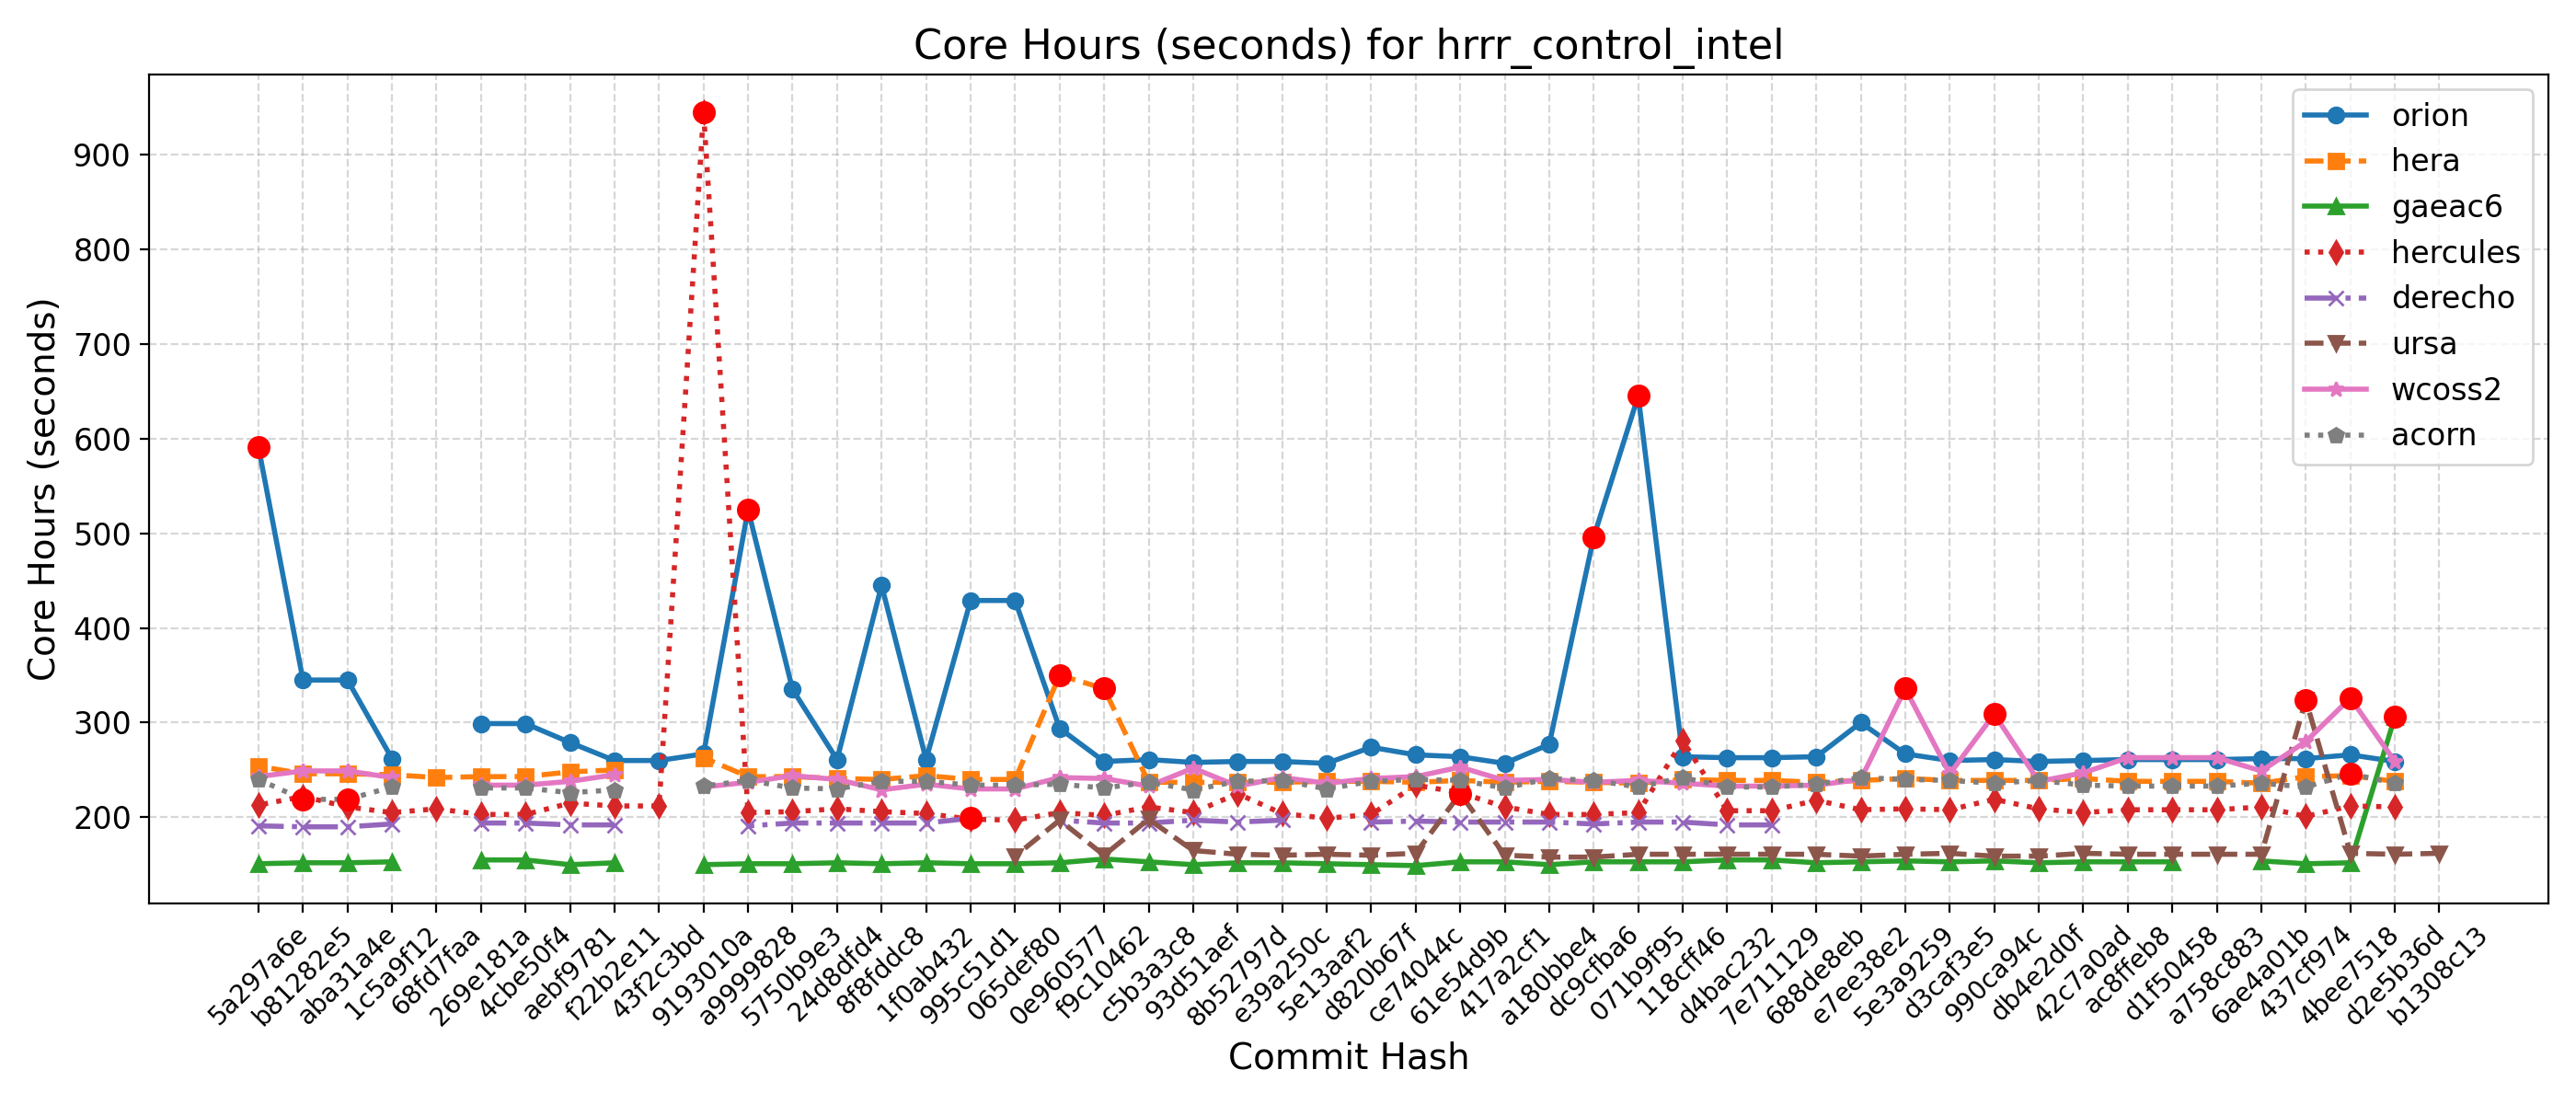 Core Hours (seconds) for hrrr_control_intel
Core Hours (seconds)
900
800
700
600
500
400
300
200
orion
hera
gaeac6
hercules
derecho
ursa
wcoss2
acorn
5a297a6e
b81282e5
aba31a4e
1c5a9f12
68fd7faa
269e181a
4cbe50f4
aebf9781
f22b2e11
43f2c3bd
9193010a
a9999828
5750b9e3
24d8dfd4
8f8fddc8
1f0ab432
995c51d1
065def80
0e960577
f9c10462
c5b3a3c8
93d51aef
8b52797d
e39a250c
5e13aaf2
d820b67f
ce74044c
61e54d9b
417a2cf1
a180bbe4
dc9cfba6
071b9f95
118cff46
d4bac232
7e711129
688de8eb
e7ee38e2
5e3a9259
d3caf3e5
990ca94c
db4e2d0f
42c7a0ad
ac8ffeb8
d1f50458
a758c883
6ae4a01b
437cf974
4bee7518
d2e5b36d
b1308c13
Commit Hash